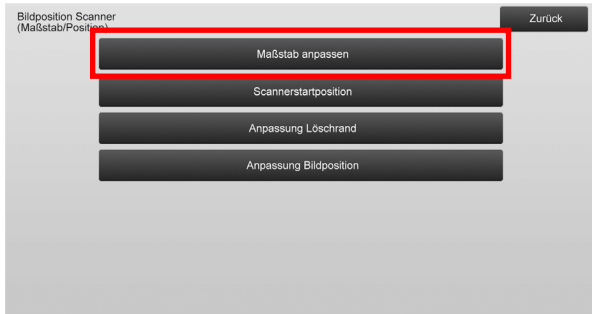 Bildposition Scanner
(Maßstab/Position)
Zurück
Maßstab anpassen
Scannerstartposition
Anpassung Löschrand
Anpassung Bildposition